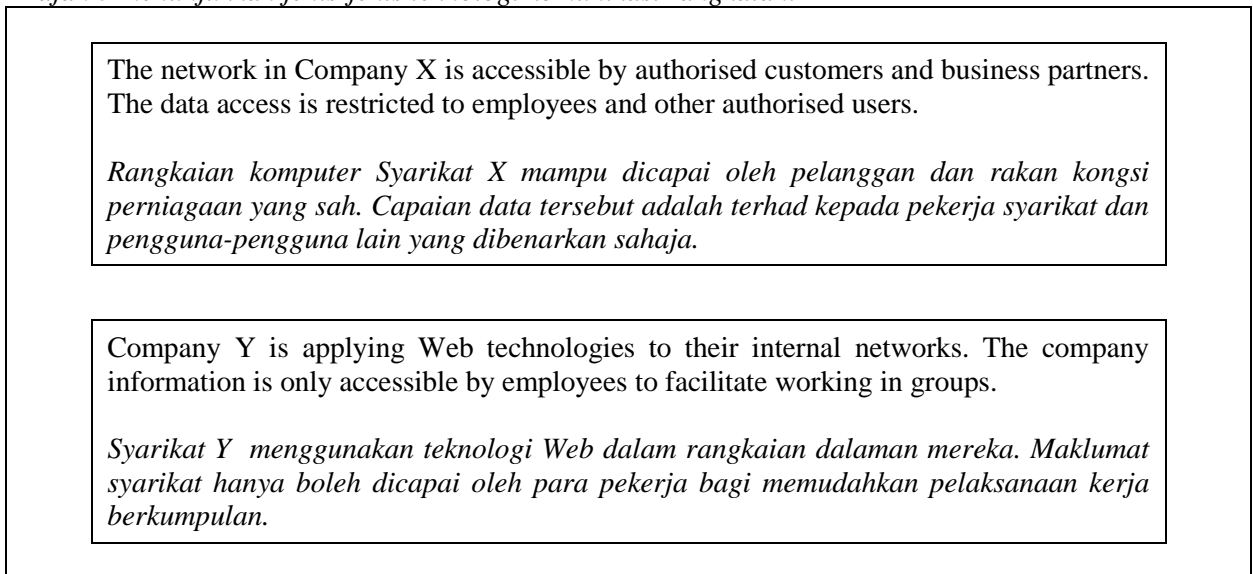 The network in Company X is accessible by authorised customers and business partners.
The data access is restricted to employees and other authorised users.
Rangkaian komputer Syarikat X mampu dicapai oleh pelanggan dan rakan kongsi
perniagaan yang sah. Capaian data tersebut adalah terhad kepada pekerja syarikat dan
pengguna-pengguna lain yang dibenarkan sahaja.
Company Y is applying Web technologies to their internal networks. The company
information is only accessible by employees to facilitate working in groups.
Syarikat Y menggunakan teknologi Web dalam rangkaian dalaman mereka. Maklumat
syarikat hanya boleh dicapai oleh para pekerja bagi memudahkan pelaksanaan kerja
berkumpulan.